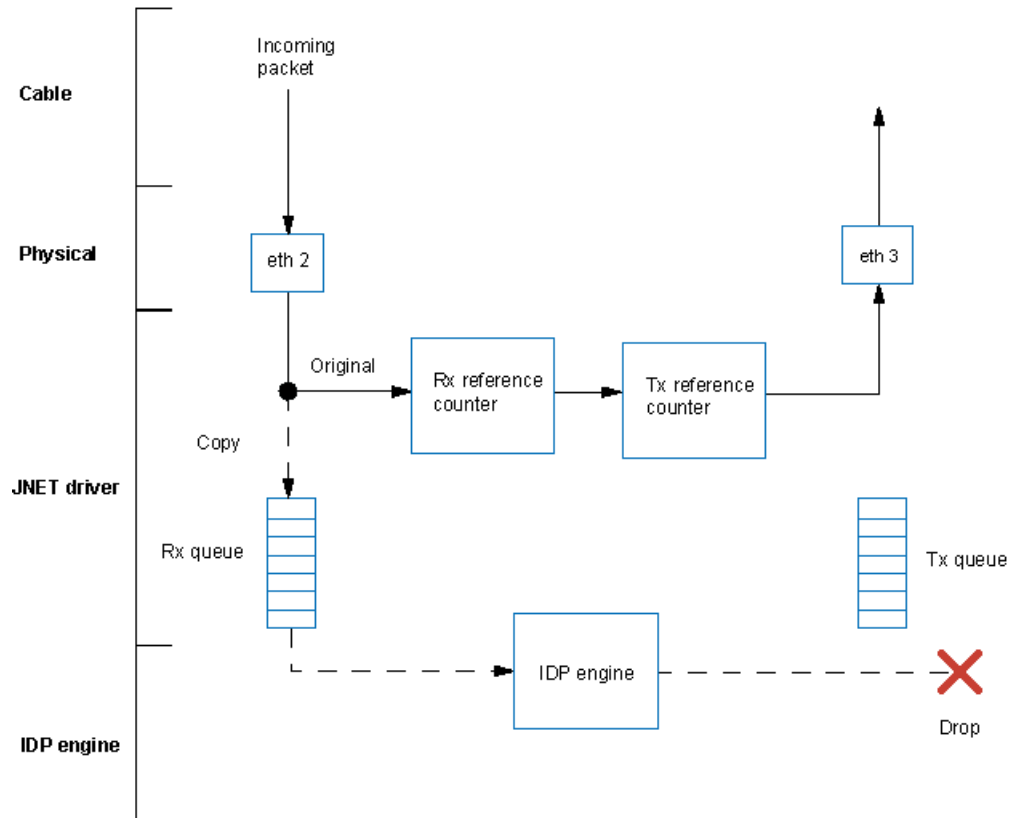 Incoming
packet
Cable
Physical
eth 2
eth 3
Original
Rx reference
counter
Tx reference
counter
Copy
JNET driver
Rx queue
Tx queue
IDP engine
Drop
IDP engine